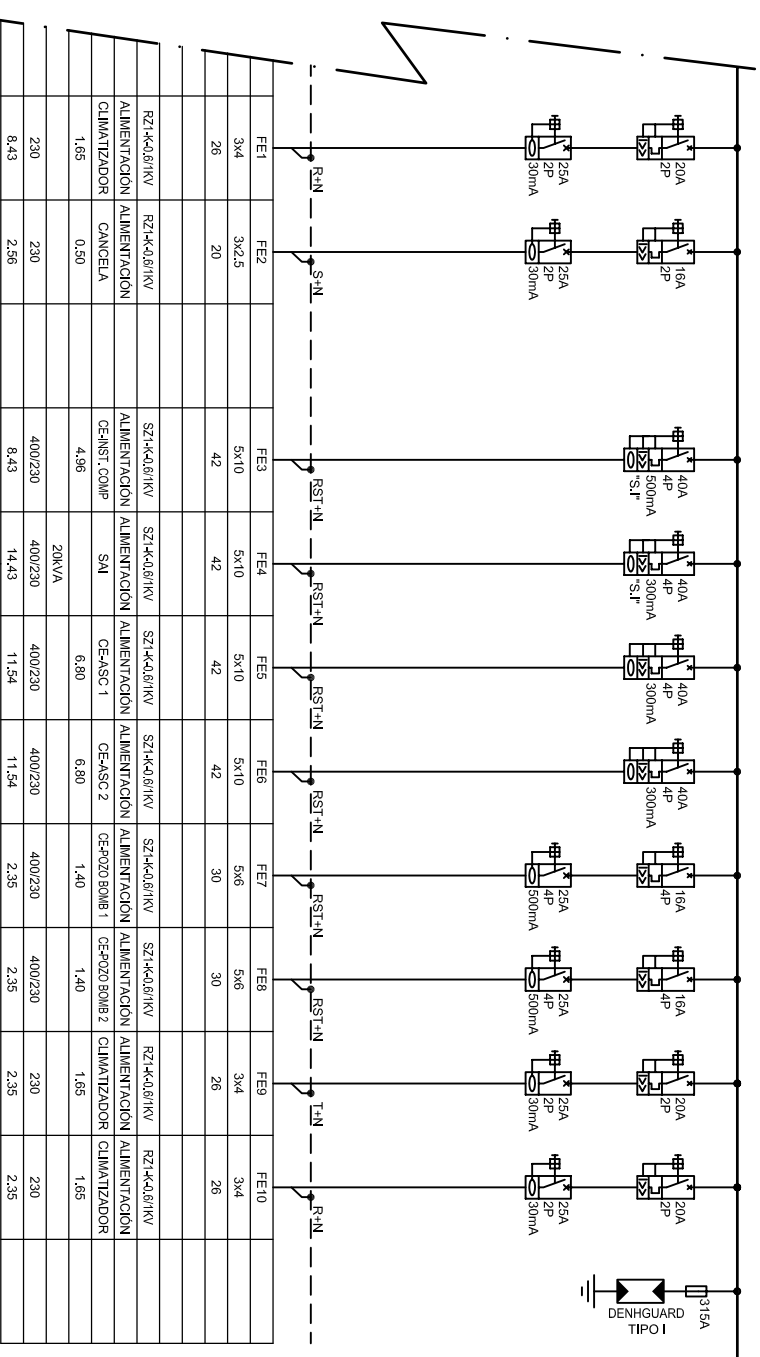 20A
2P
25A
2P
30mA
R+N
FE1
3x4
26
RZ1-K-0,6/1KV
ALIMENTACIÓN
CLIMATIZADOR
1.65
230
8.43
16A
2P
25A
2P
30mA
S+N
FE2
3x2.5
20
RZ1-K-0,6/1KV
ALIMENTACIÓN
CANCELA
0.50
230
2.56
40A
4P
500mA
"S.I"
RST+N
FE3
5x10
42
SZ1-K-0,6/1KV
ALIMENTACIÓN
CE-INST. COMP
4.96
400/230
8.43
40A
4P
300mA
"S.I"
RST+N
FE4
5x10
42
SZ1-K-0,6/1KV
ALIMENTACIÓN
SAI
20kVA
400/230
14.43
40A
4P
300mA
RST+N
FE5
5x10
42
SZ1-K-0,6/1KV
ALIMENTACIÓN
CE-ASC 1
6.80
400/230
11.54
40A
4P
300mA
RST+N
FE6
5x10
42
SZ1-K-0,6/1KV
ALIMENTACIÓN
CE-ASC 2
6.80
400/230
11.54
16A
4P
25A
4P
500mA
RST+N
FE7
5x6
30
SZ1-K-0,6/1KV
ALIMENTACIÓN
CE-POZO BOMB 1
1.40
400/230
2.35
16A
4P
25A
4P
500mA
RST+N
FE8
5x6
30
SZ1-K-0,6/1KV
ALIMENTACIÓN
CE-POZO BOMB 2
1.40
400/230
2.35
20A
2P
25A
2P
30mA
T+N
FE9
3x4
26
RZ1-K-0,6/1KV
ALIMENTACIÓN
CLIMATIZADOR
1.65
230
2.35
20A
2P
25A
2P
30mA
R+N
FE10
3x4
26
RZ1-K-0,6/1KV
ALIMENTACIÓN
CLIMATIZADOR
1.65
230
2.35
315A
DENHGUARD
TIPO I